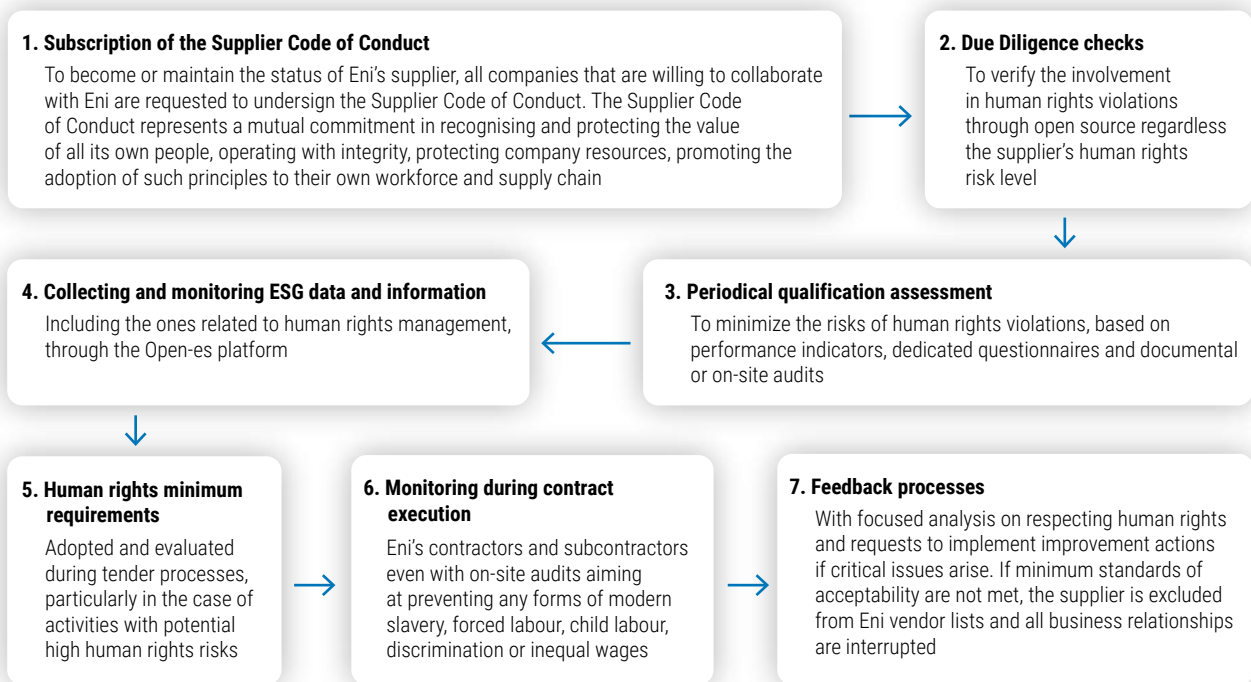 1. Subscription of the Supplier Code of Conduct
To become or maintain the status of Eni's supplier, all companies that are willing to collaborate
with Eni are requested to undersign the Supplier Code of Conduct. The Supplier Code
of Conduct represents a mutual commitment in recognising and protecting the value
of all its own people, operating with integrity, protecting company resources, promoting the
adoption of such principles to their own workforce and supply chain
2. Due Diligence checks
To verify the involvement
in human rights violations
through open source regardless
the supplier's human rights
risk level
3. Periodical qualification assessment
To minimize the risks of human rights violations, based on
performance indicators, dedicated questionnaires and documental
or on-site audits
4. Collecting and monitoring ESG data and information
Including the ones related to human rights management,
through the Open-es platform
5. Human rights minimum
requirements
Adopted and evaluated
during tender processes,
particularly in the case of
activities with potential
high human rights risks
6. Monitoring during contract
execution
Eni's contractors and subcontractors
even with on-site audits aiming
at preventing any forms of modern
slavery, forced labour, child labour,
discrimination or inequal wages
7. Feedback processes
With focused analysis on respecting human rights
and requests to implement improvement actions
if critical issues arise. If minimum standards of
acceptability are not met, the supplier is excluded
from Eni vendor lists and all business relationships
are interrupted